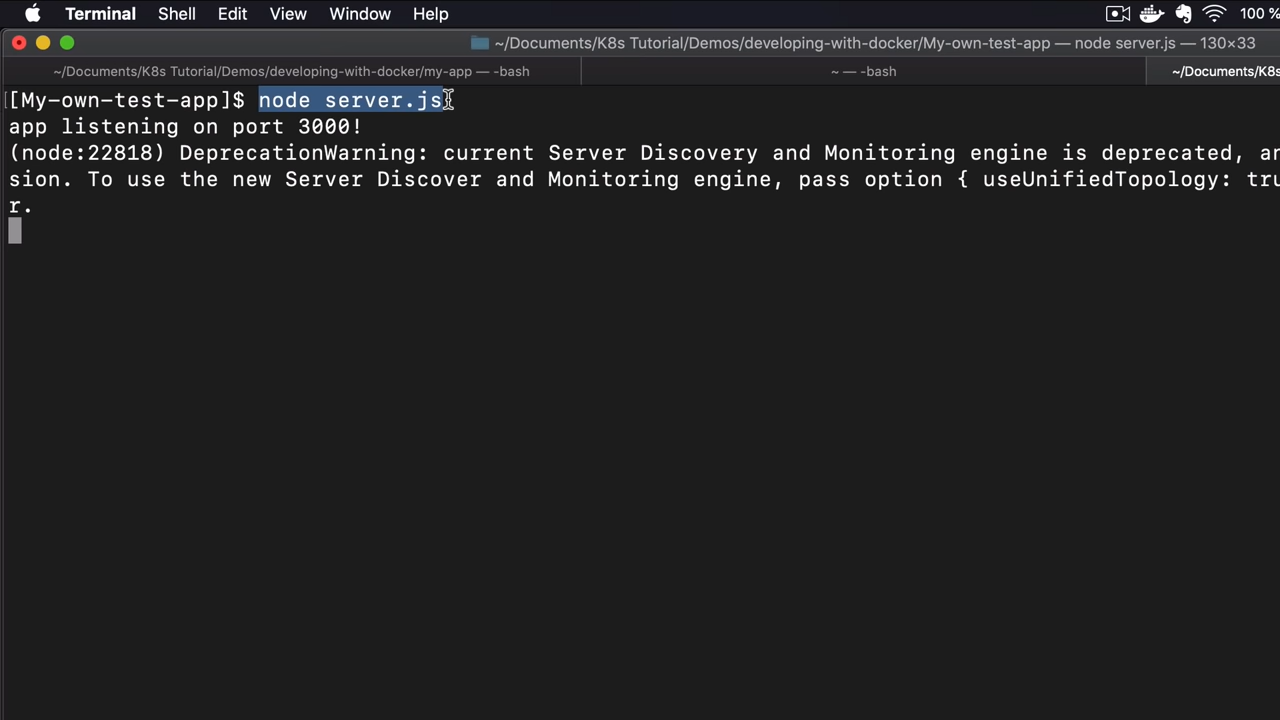 Terminal Shell Edit View Window Help 100 %
~/Documents/K8s Tutorial/Demos/developing-with-docker/My-own-test-app — node server.js — 130×33
~/Documents/K8s Tutorial/Demos/developing-with-docker/my-app — -bash ~ — -bash ~/Documents/K8s
[[My-own-test-app]$ node server.js
app listening on port 3000!
(node:22818) DeprecationWarning: current Server Discovery and Monitoring engine is deprecated, an
sion. To use the new Server Discover and Monitoring engine, pass option { useUnifiedTopology: tru
r.